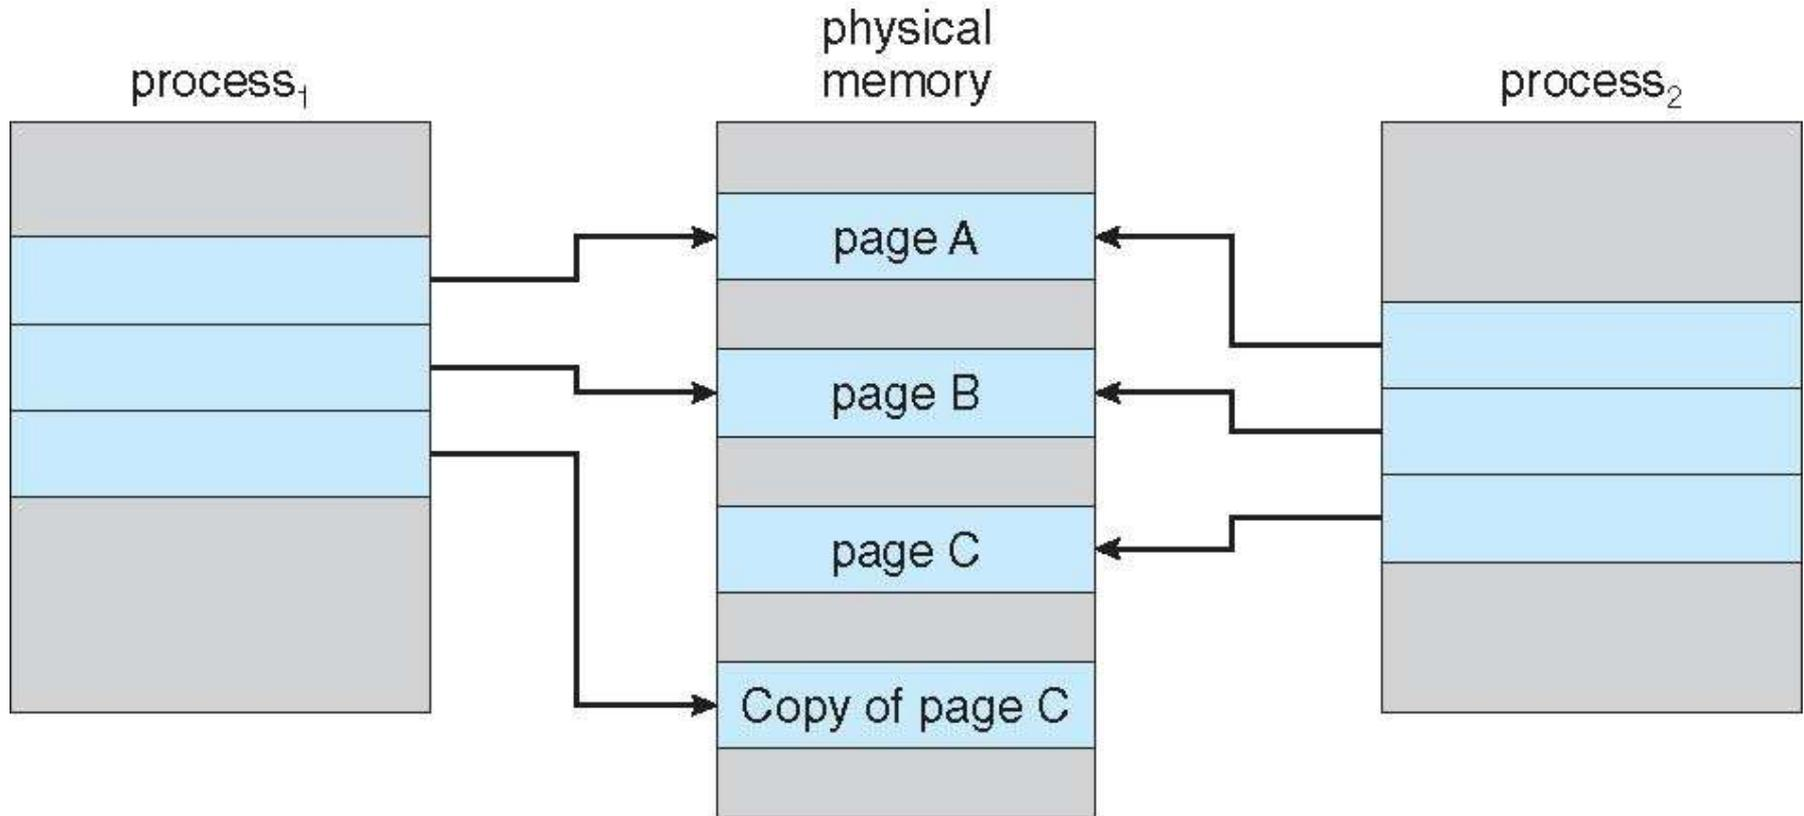 process₁
physical
memory
process₂
page A
page B
page C
Copy of page C